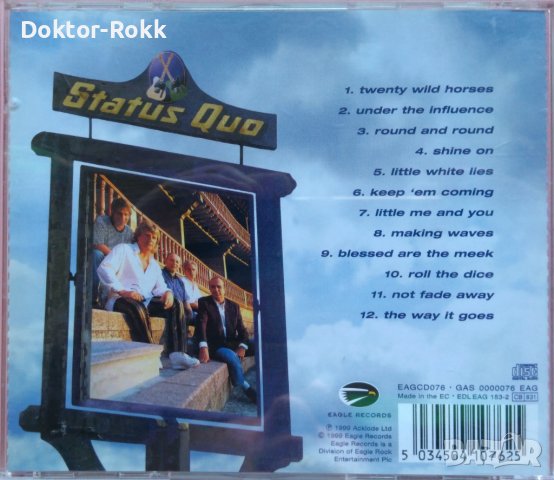 Doktor-Rokk
Status Quo
1. twenty wild horses
2. under the influence
3. round and round
4. shine on
5. little white lies
6. keep 'em coming
7. little me and you
8. making waves
9. blessed are the meek
10. roll the dice
11. not fade away
12. the way it goes
EAGCD076 · GAS 0000076 EAG
Made in the EC · EDL EAG 183-2
EAGLE RECORDS
℗ 1999 Acklode Ltd
© 1999 Eagle Records
Eagle Records is a
Division of Eagle Rock
Entertainment Plc
5 034504 107625